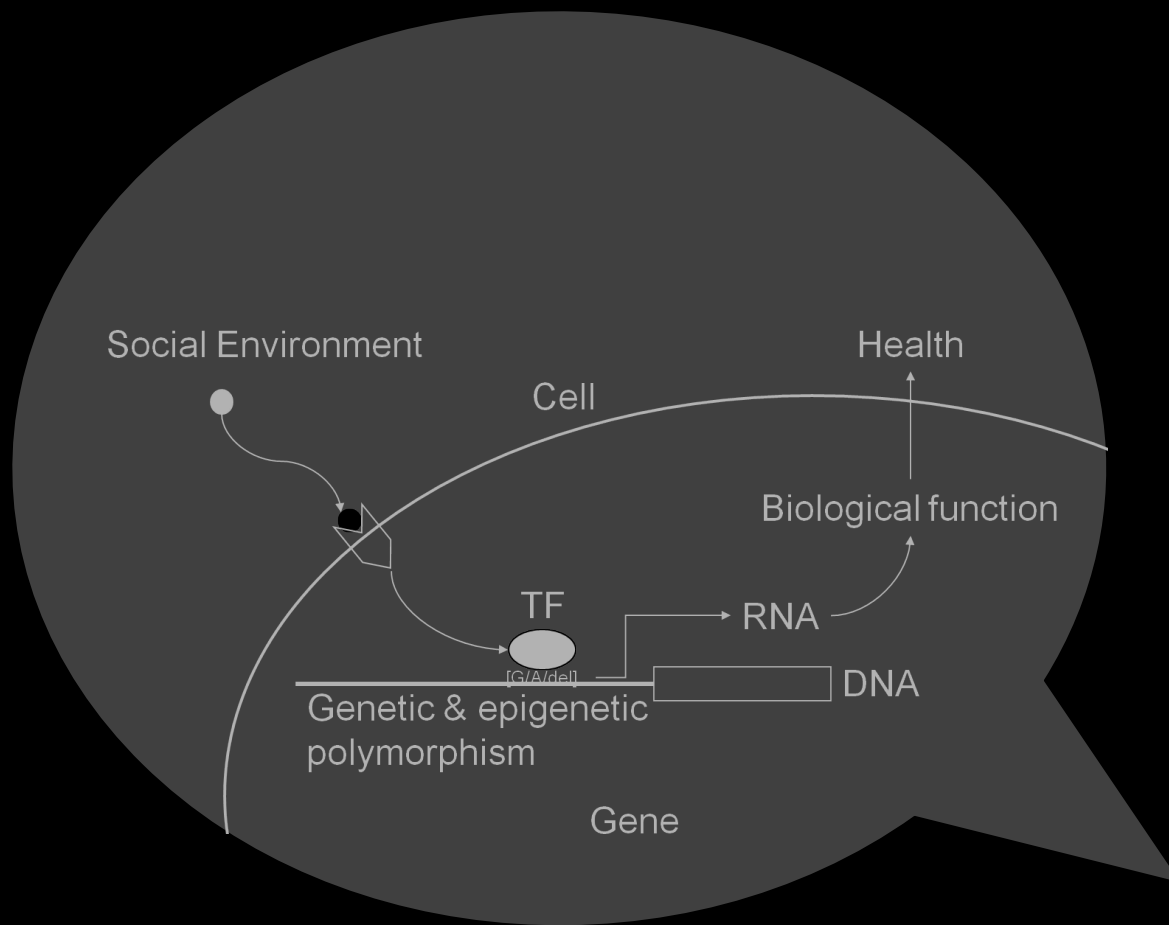 Social Environment
Health
Cell
Biological function
TF
RNA
[G/A/del]
DNA
Genetic & epigenetic
polymorphism
Gene